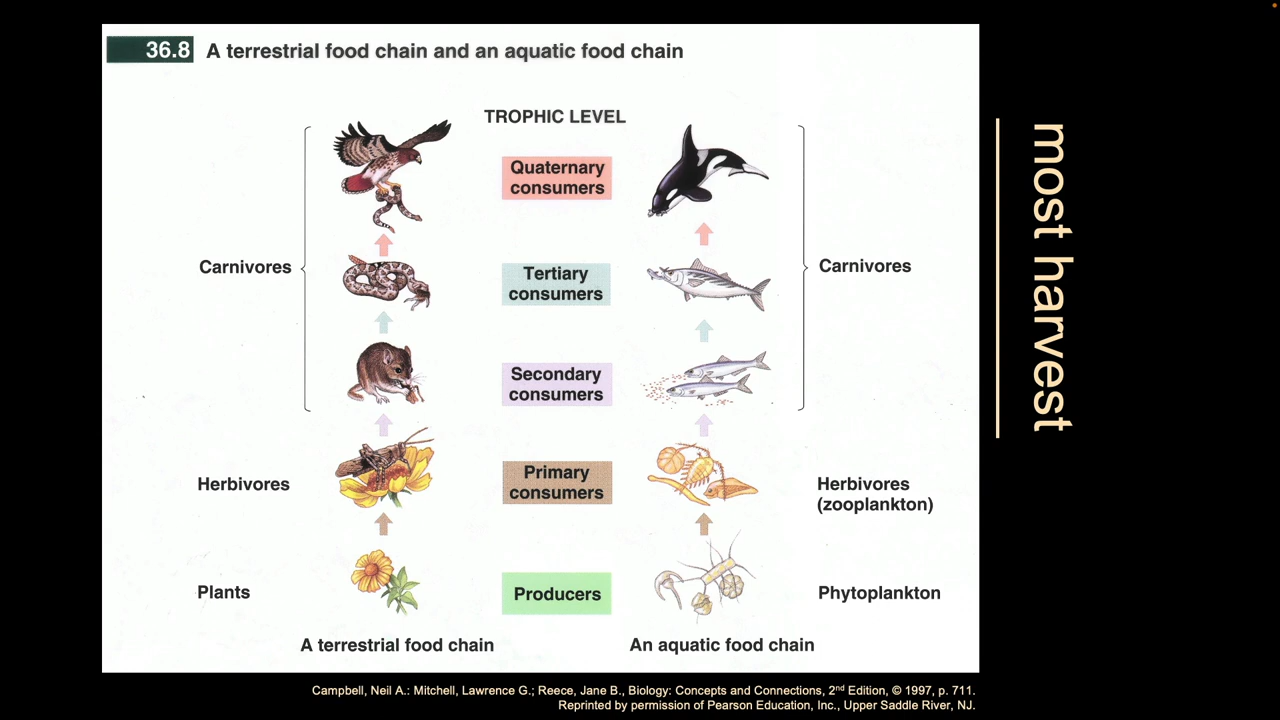 36.8 A terrestrial food chain and an aquatic food chain
TROPHIC LEVEL
Quaternary
consumers
Carnivores
Tertiary
consumers
Carnivores
Secondary
consumers
Herbivores
Primary
consumers
Herbivores
(zooplankton)
Plants
Producers
Phytoplankton
A terrestrial food chain
An aquatic food chain
most harvest
Campbell, Neil A.: Mitchell, Lawrence G.; Reece, Jane B., Biology: Concepts and Connections, 2nd Edition, © 1997, p. 711.
Reprinted by permission of Pearson Education, Inc., Upper Saddle River, NJ.